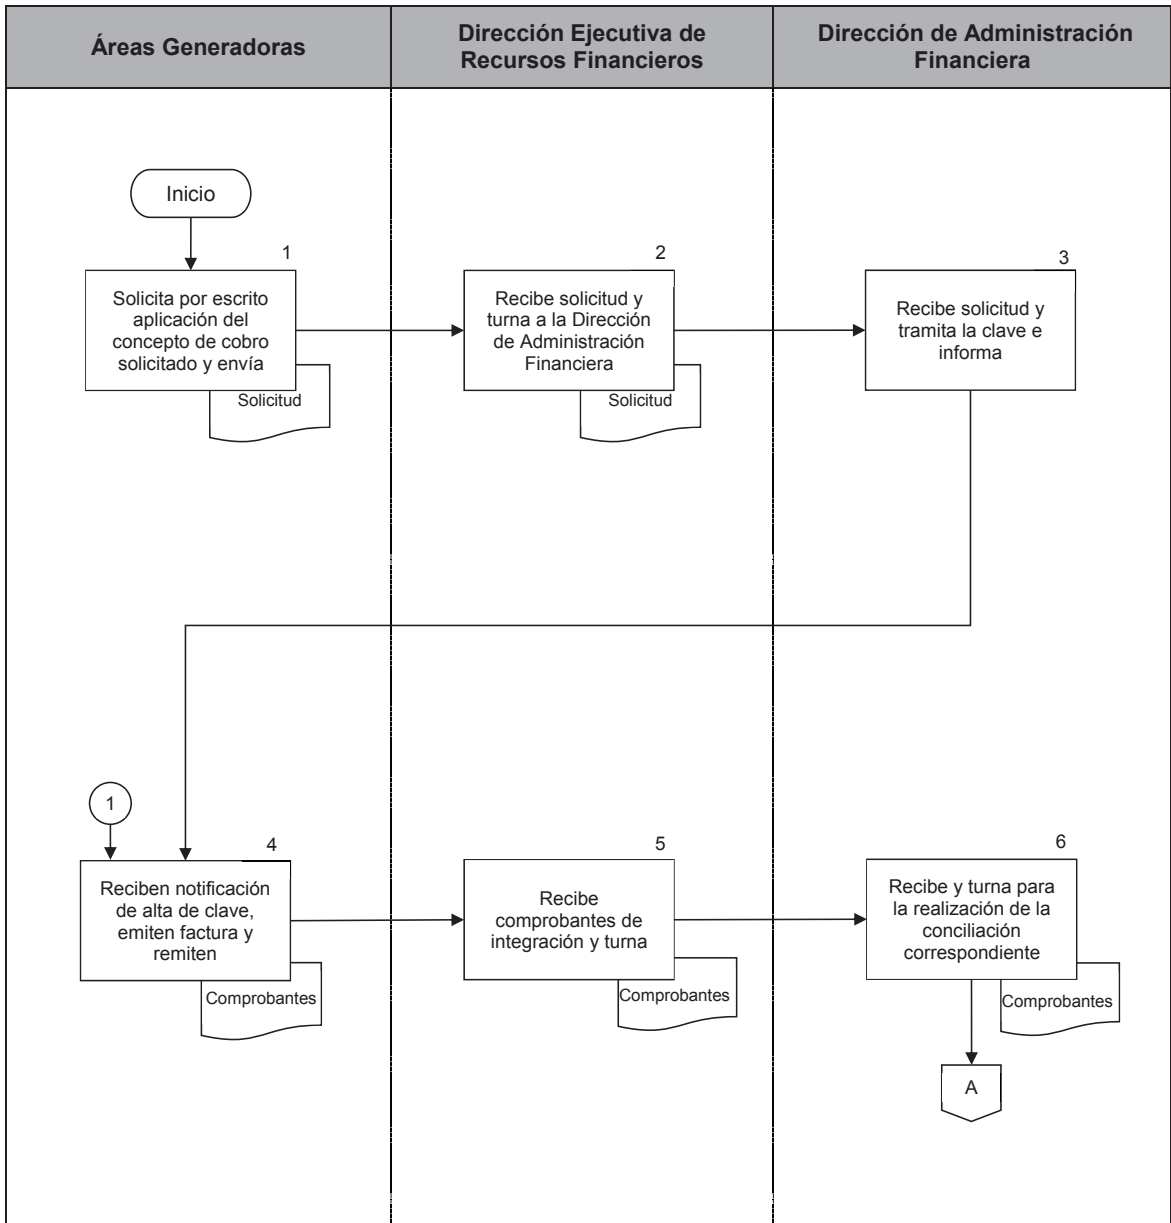 Áreas Generadoras
Dirección Ejecutiva de
Recursos Financieros
Dirección de Administración
Financiera
Inicio
1
Solicita por escrito
aplicación del
concepto de cobro
solicitado y envía
Solicitud
2
Recibe solicitud y
turna a la Dirección
de Administración
Financiera
Solicitud
3
Recibe solicitud y
tramita la clave e
informa
1
4
Reciben notificación
de alta de clave,
emiten factura y
remiten
Comprobantes
5
Recibe
comprobantes de
integración y turna
Comprobantes
6
Recibe y turna para
la realización de la
conciliación
correspondiente
Comprobantes
A